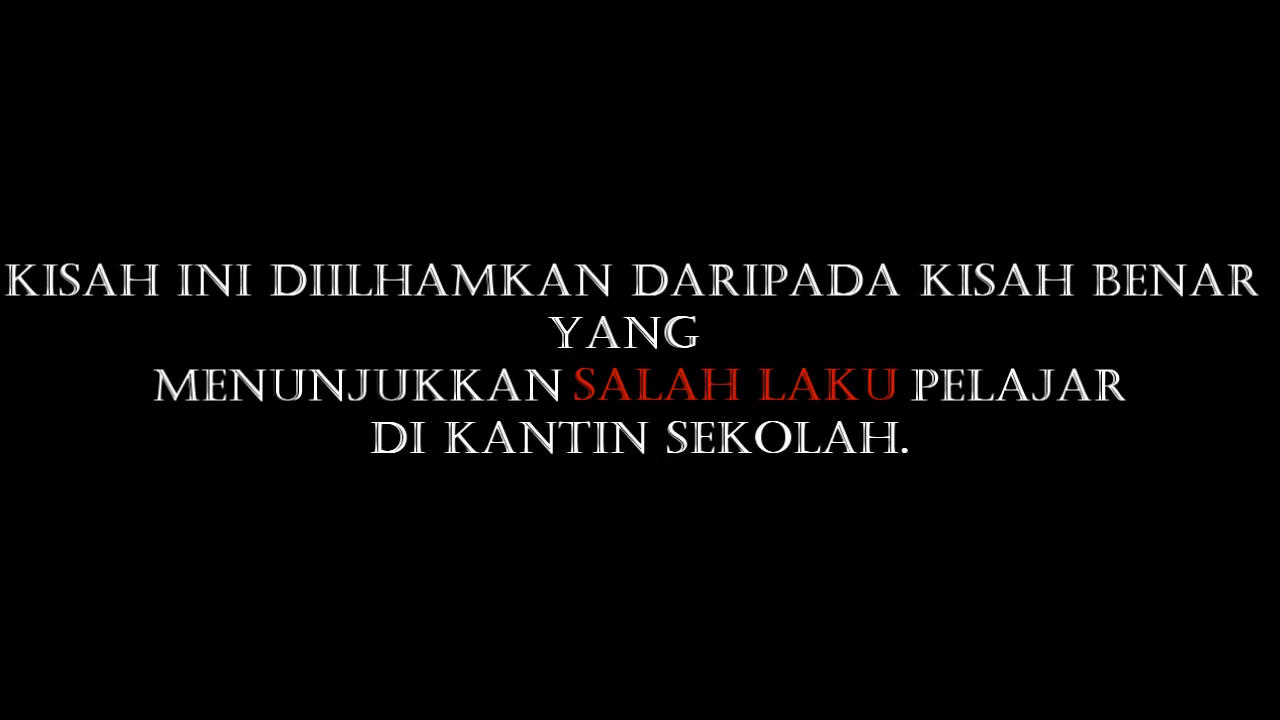 KISAH INI DIILHAMKAN DARIPADA KISAH BENAR
YANG
MENUNJUKKAN SALAH LAKU PELAJAR
DI KANTIN SEKOLAH.